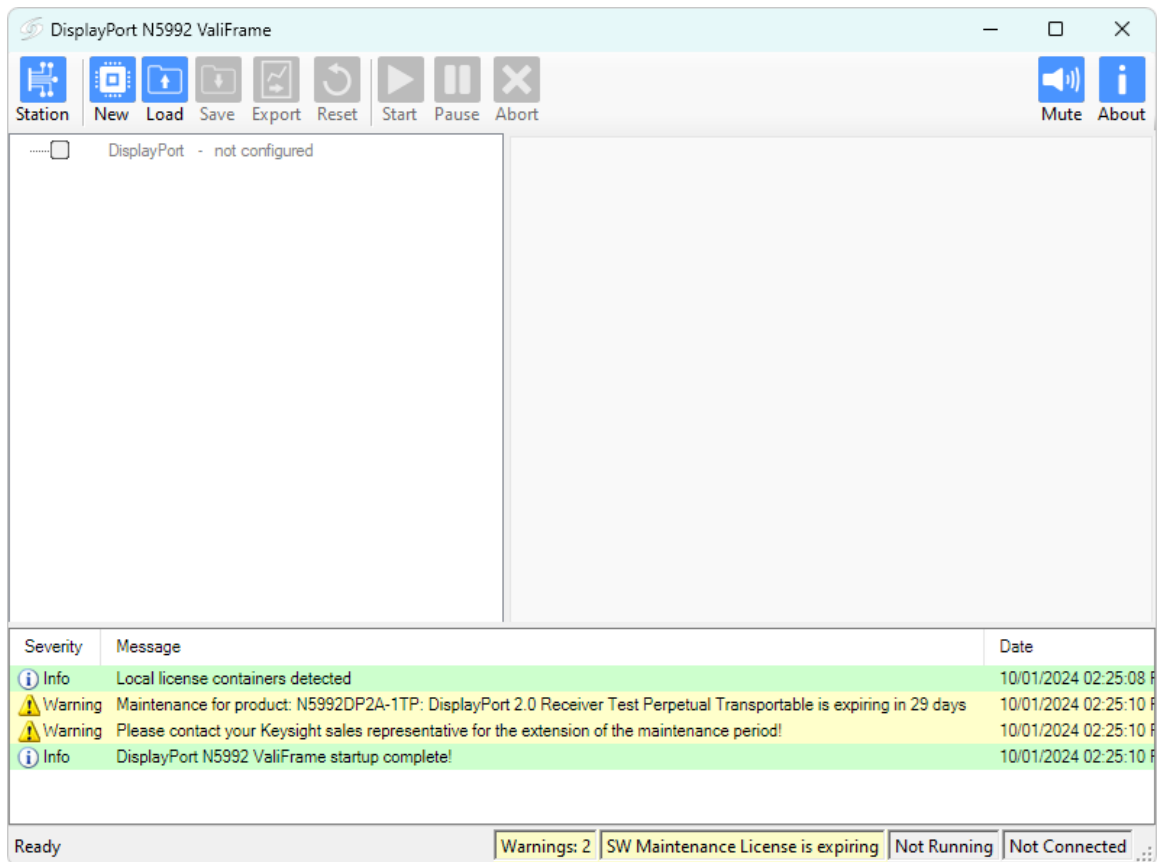 DisplayPort N5992 ValiFrame
Station New Load Save Export Reset Start Pause Abort Mute About
DisplayPort - not configured
Severity Message Date
Info Local license containers detected 10/01/2024 02:25:08
Warning Maintenance for product: N5992DP2A-1TP: DisplayPort 2.0 Receiver Test Perpetual Transportable is expiring in 29 days 10/01/2024 02:25:10
Warning Please contact your Keysight sales representative for the extension of the maintenance period! 10/01/2024 02:25:10
Info DisplayPort N5992 ValiFrame startup complete! 10/01/2024 02:25:10
Ready Warnings: 2 SW Maintenance License is expiring Not Running Not Connected